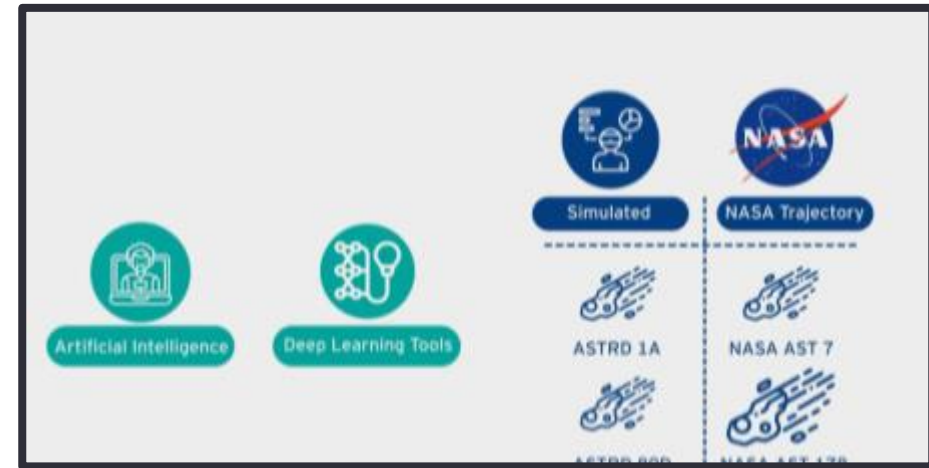 NASA
Simulated
NASA Trajectory
Artificial Intelligence
Deep Learning Tools
ASTRD 1A
NASA AST 7